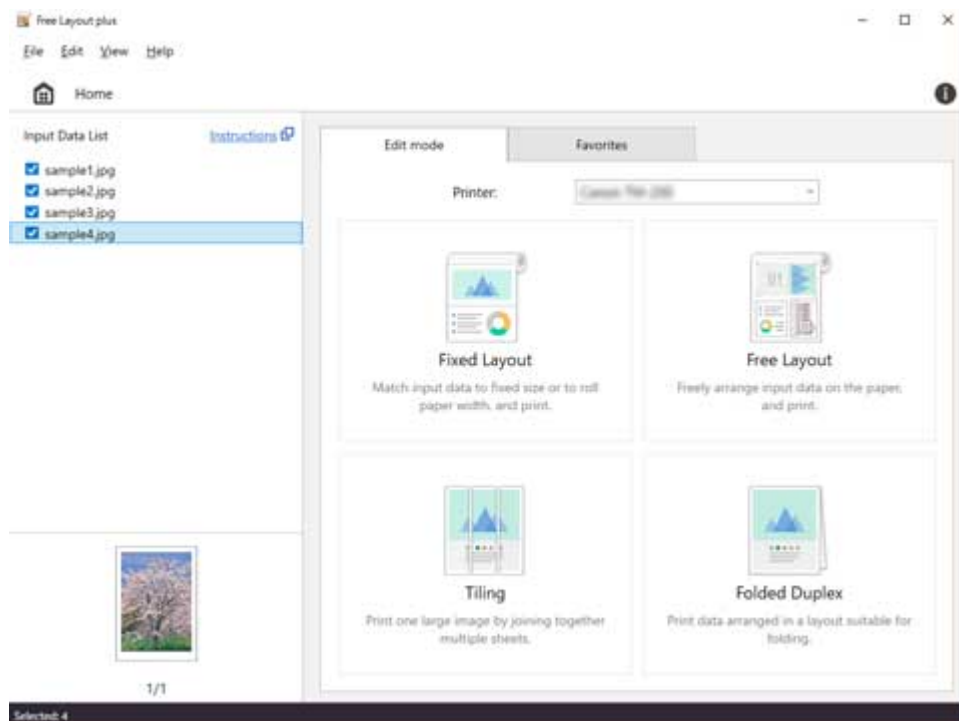 Free Layout plus
File Edit View Help
Home
Input Data List Instructions
sample1.jpg
sample2.jpg
sample3.jpg
sample4.jpg
1/1
Edit mode Favorites
Printer:
Fixed Layout
Match input data to fixed size or to roll
paper width, and print.
Free Layout
Freely arrange input data on the paper,
and print.
Tiling
Print one large image by joining together
multiple sheets.
Folded Duplex
Print data arranged in a layout suitable for
folding.
Selected: 4